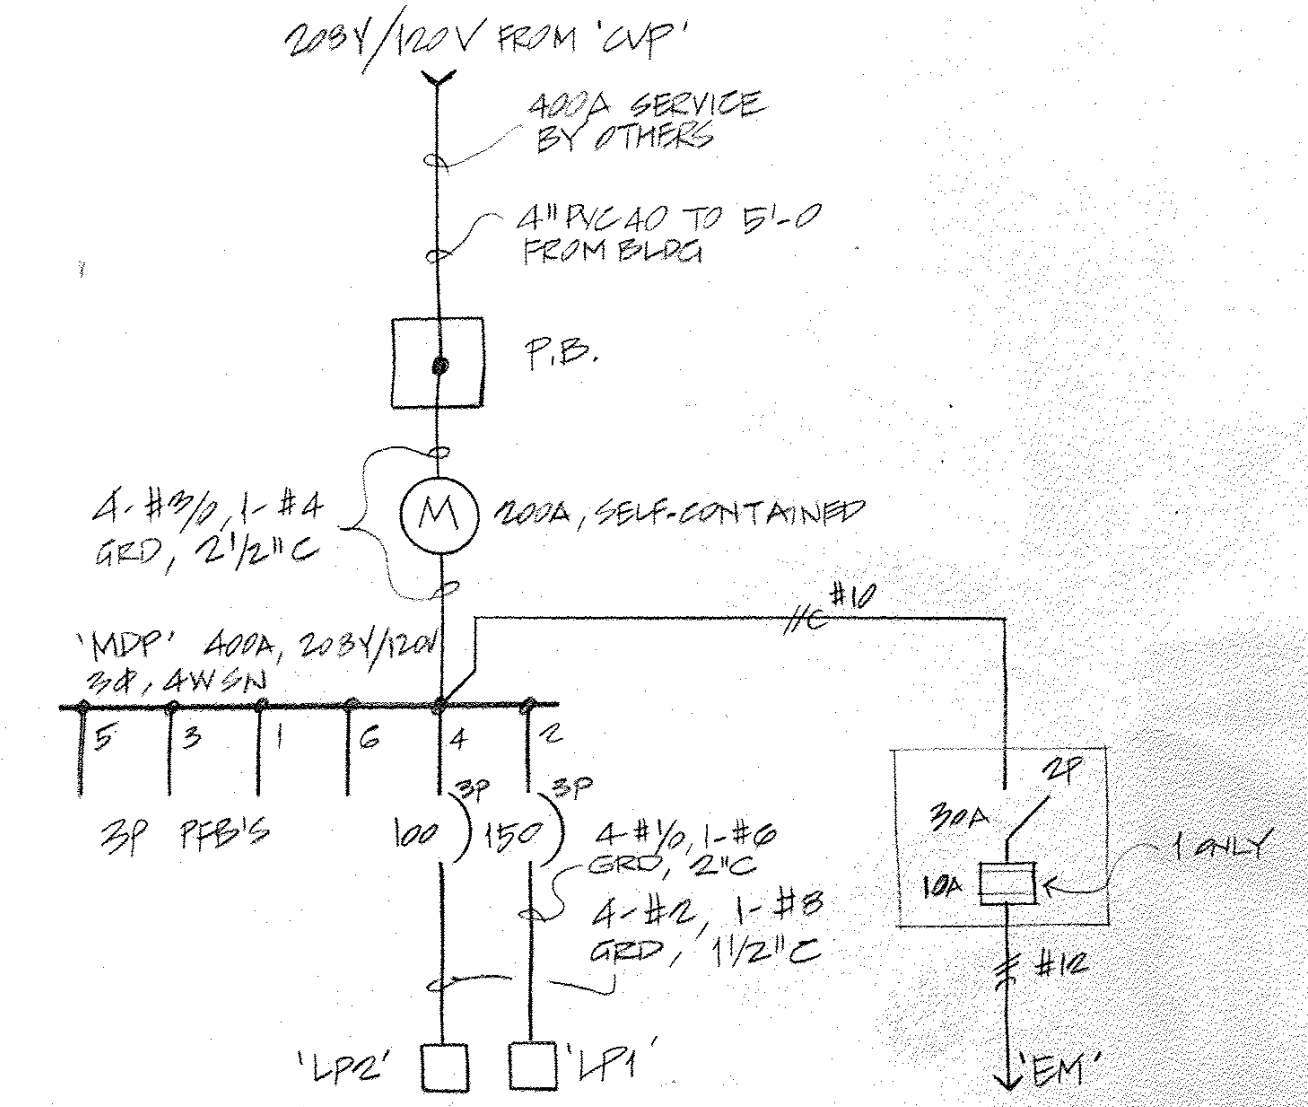 208Y/120V FROM 'CVP'
400A SERVICE
BY OTHERS
4" PVC 40 TO 5'-0
FROM BLDG
P.B.
4-#3/0, 1-#4
GRD, 2 1/2"C
M
200A, SELF-CONTAINED
#10
'MDP' 400A, 208Y/120V
3Φ, 4WSN
5 3 1 6 4 2
3P PFB'S
3P
100
3P
150
4-#1/0, 1-#6
GRD, 2"C
4-#2, 1-#8
GRD, 1 1/2"C
2P
30A
10A
1 ONLY
#12
'LP2'
'LP1'
'EM'